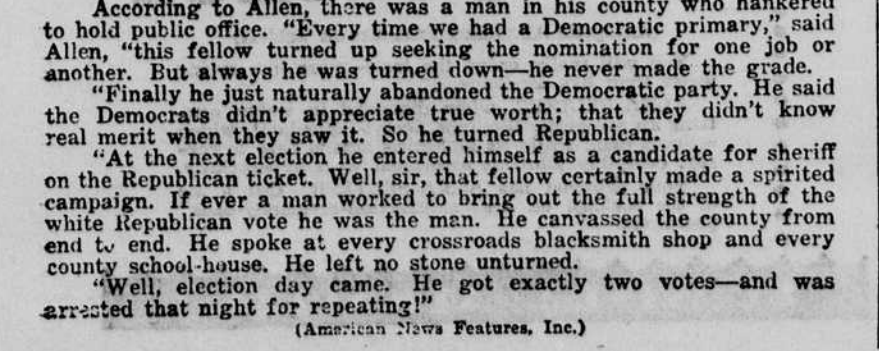 According to Allen, there was a man in his county who hankered
to hold public office. “Every time we had a Democratic primary,” said
Allen, “this fellow turned up seeking the nomination for one job or
another. But always he was turned down—he never made the grade.
“Finally he just naturally abandoned the Democratic party. He said
the Democrats didn’t appreciate true worth; that they didn’t know
real merit when they saw it. So he turned Republican.
“At the next election he entered himself as a candidate for sheriff
on the Republican ticket. Well, sir, that fellow certainly made a spirited
campaign. If ever a man worked to bring out the full strength of the
white Republican vote he was the man. He canvassed the county from
end to end. He spoke at every crossroads blacksmith shop and every
county school-house. He left no stone unturned.
“Well, election day came. He got exactly two votes—and was
arrested that night for repeating!”
(American News Features, Inc.)